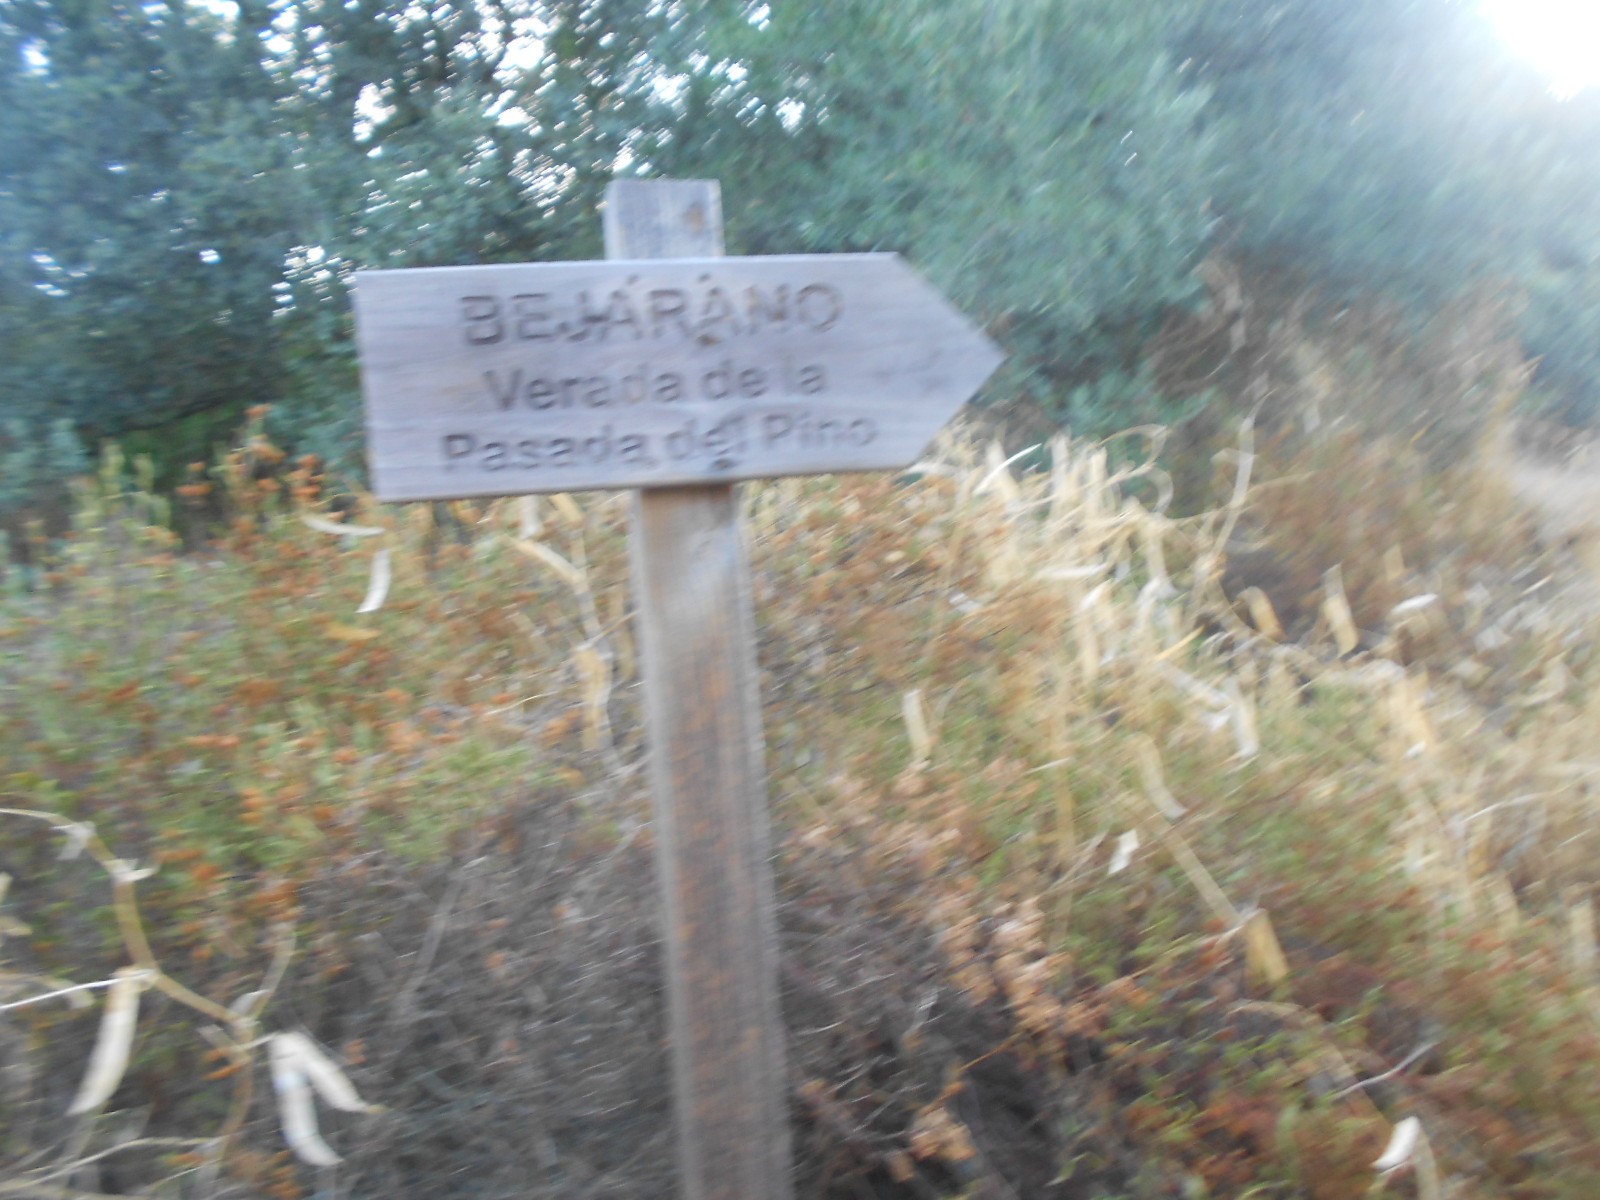 BEJARANO
Verada de la
Pasada del Pino